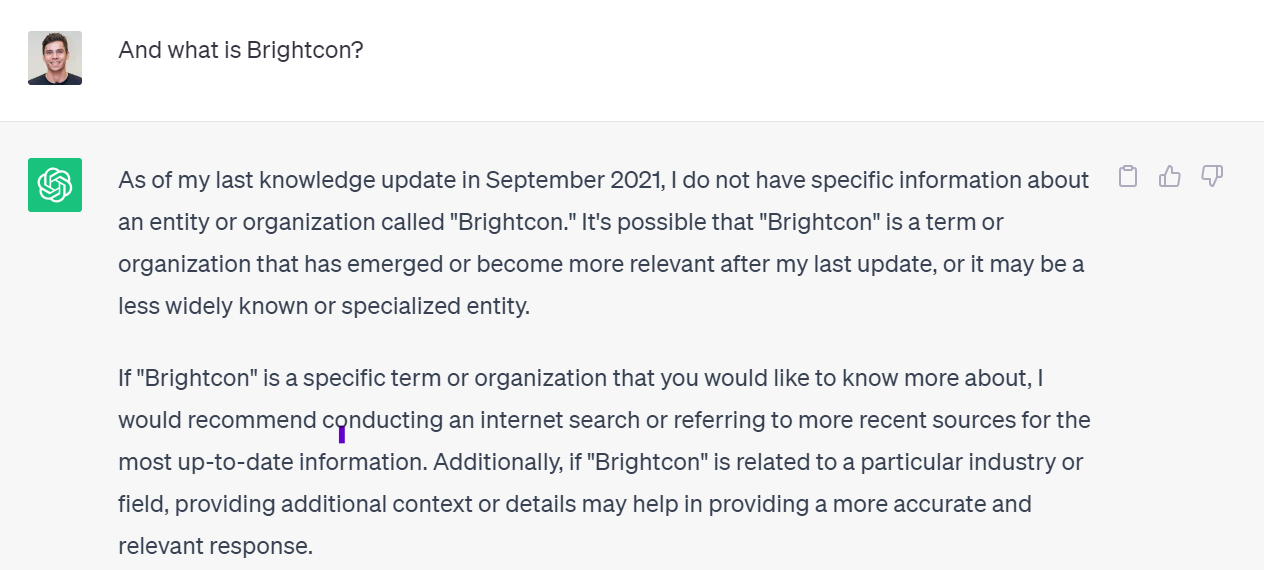 And what is Brightcon?
As of my last knowledge update in September 2021, I do not have specific information about
an entity or organization called "Brightcon." It's possible that "Brightcon" is a term or
organization that has emerged or become more relevant after my last update, or it may be a
less widely known or specialized entity.
If "Brightcon" is a specific term or organization that you would like to know more about, I
would recommend conducting an internet search or referring to more recent sources for the
most up-to-date information. Additionally, if "Brightcon" is related to a particular industry or
field, providing additional context or details may help in providing a more accurate and
relevant response.